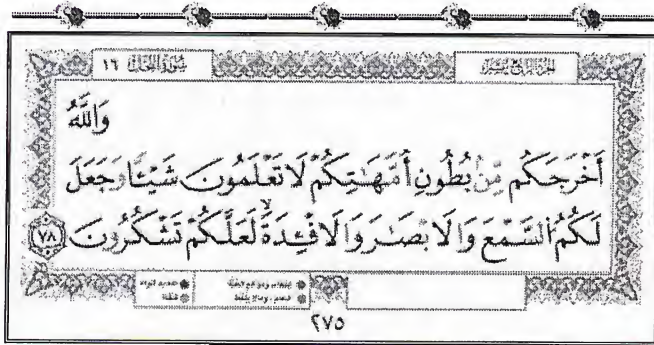 سورة النحل ١٦
الجزء الرابع عشر
وَاللَّهُ
أَخْرَجَكُم مِّنۢ بُطُونِ أُمَّهَـٰتِكُمْ لَا تَعْلَمُونَ شَيْـًٔا وَجَعَلَ
لَكُمُ ٱلسَّمْعَ وَٱلْأَبْصَـٰرَ وَٱلْأَفْـِٔدَةَ ۙ لَعَلَّكُمْ تَشْكُرُونَ ٧٨
٢٧٥